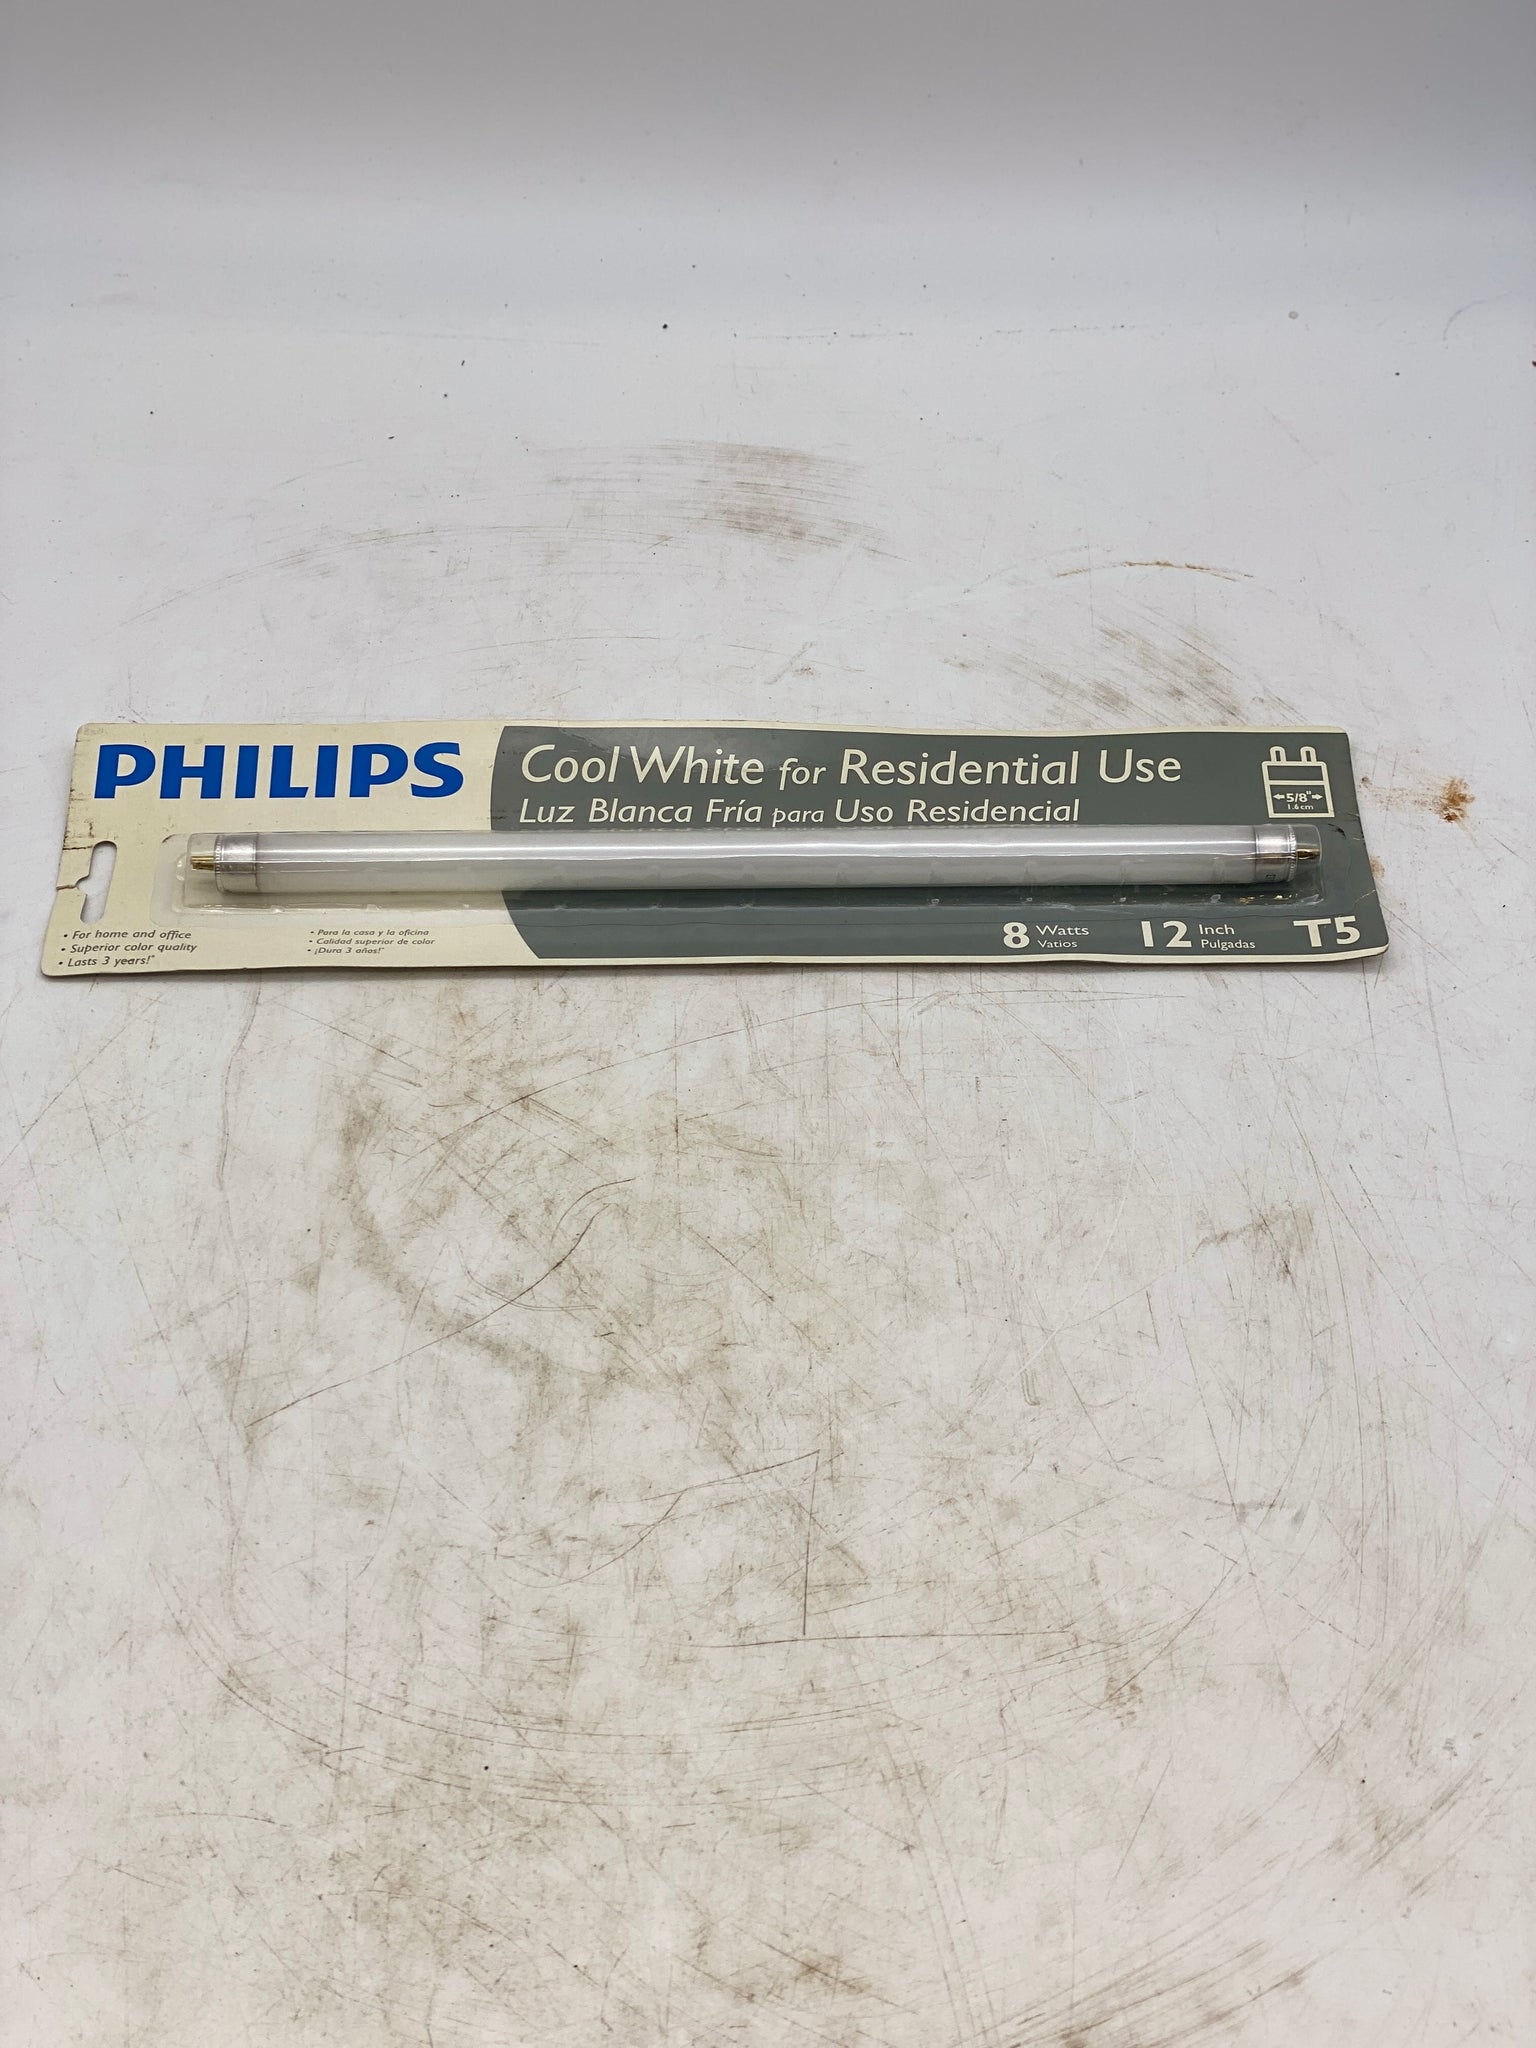 PHILIPS
Cool White for Residential Use
Luz Blanca Fría para Uso Residencial
5/8"
1.6 cm
• For home and office
• Superior color quality
• Lasts 3 years!*
• Para la casa y la oficina
• Calidad superior de color
• ¡Dura 3 años!*
8 Watts
Vatios
12 Inch
Pulgadas
T5